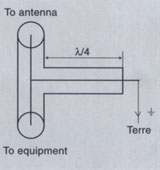 To antenna
λ/4
Terre
To equipment